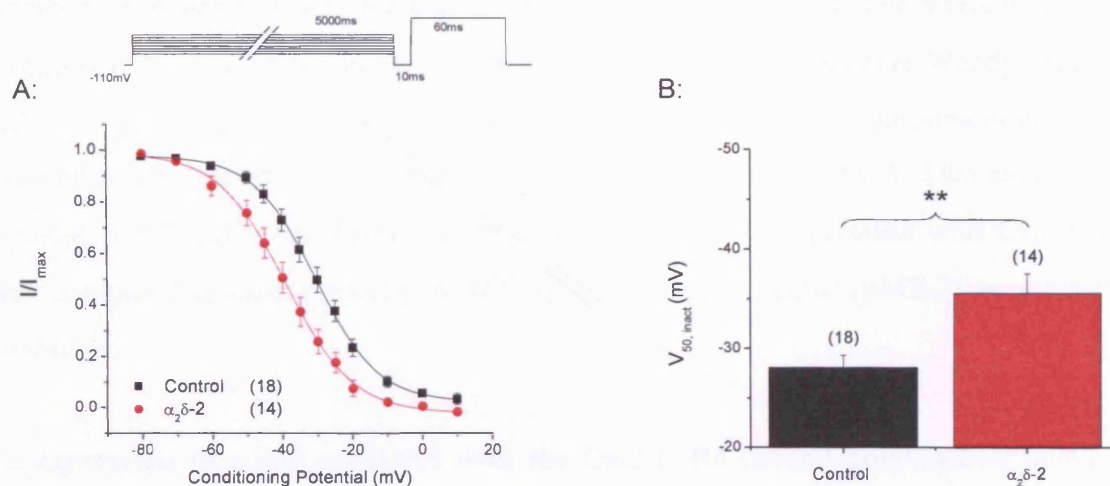 5000ms
60ms
-110mV
10ms
A:
1.0
0.8
0.6
0.4
0.2
0.0
I/Imax
Control (18)
α2δ-2 (14)
-80 -60 -40 -20 0 20
Conditioning Potential (mV)
B:
-50
-40
-30
-20
V50, inact (mV)
**
(14)
(18)
Control α2δ-2